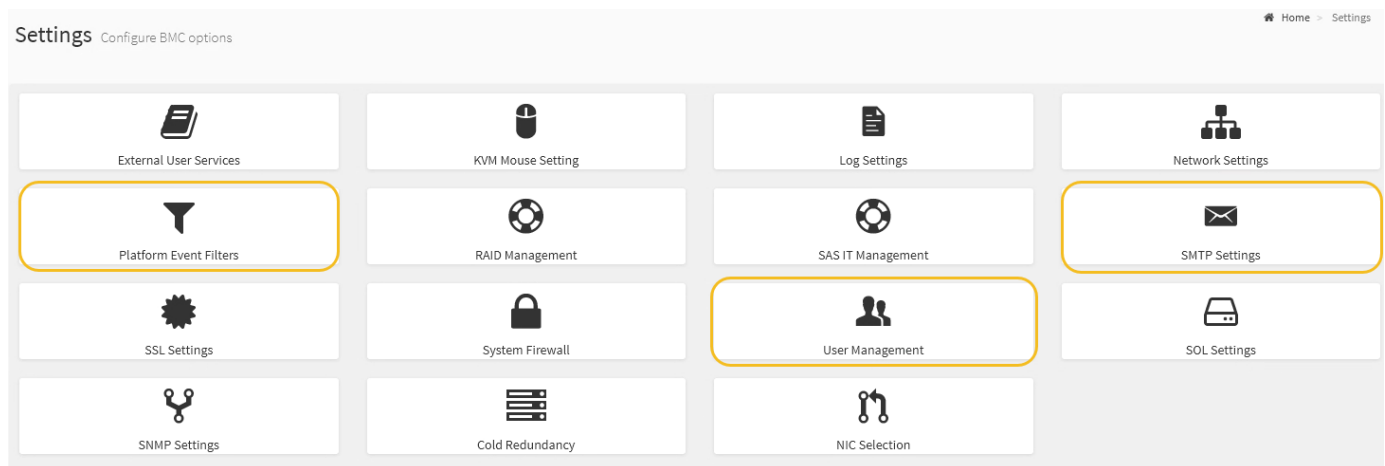 Home > Settings
Settings Configure BMC options
External User Services
KVM Mouse Setting
Log Settings
Network Settings
Platform Event Filters
RAID Management
SAS IT Management
SMTP Settings
SSL Settings
System Firewall
User Management
SOL Settings
SNMP Settings
Cold Redundancy
NIC Selection